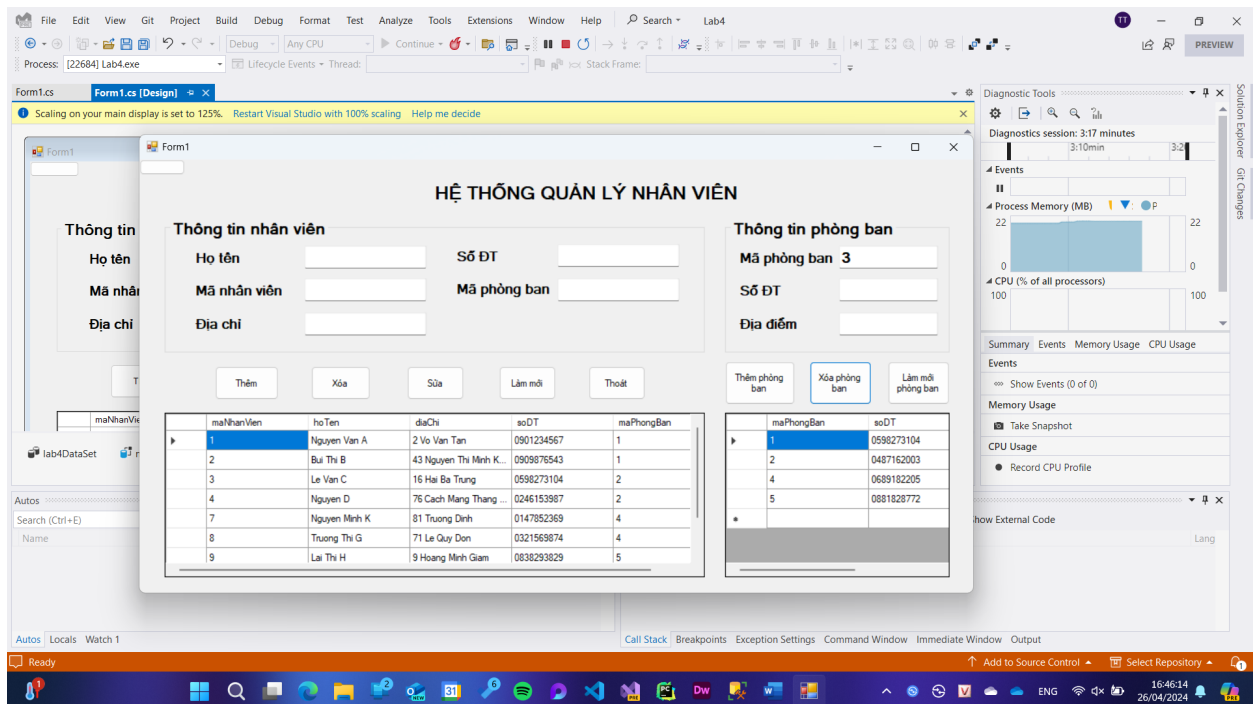 File Edit View Git Project Build Debug Format Test Analyze Tools Extensions Window Help Search Lab4 TT
Debug Any CPU Continue PREVIEW
Process: [22684] Lab4.exe Lifecycle Events Thread: Stack Frame:
Form1.cs Form1.cs [Design]
Scaling on your main display is set to 125%. Restart Visual Studio with 100% scaling Help me decide
Form1
Thông tin
Họ tên
Mã nhân
Địa chỉ
T
maNhanVie
lab4DataSet
Form1
HỆ THỐNG QUẢN LÝ NHÂN VIÊN
Thông tin nhân viên
Họ tên Số ĐT
Mã nhân viên Mã phòng ban
Địa chỉ
Thông tin phòng ban
Mã phòng ban 3
Số ĐT
Địa điểm
Thêm Xóa Sửa Làm mới Thoát
Thêm phòng ban Xóa phòng ban Làm mới phòng ban
maNhanVien hoTen diaChi soDT maPhongBan
1 Nguyen Van A 2 Vo Van Tan 0901234567 1
2 Bui Thi B 43 Nguyen Thi Minh K... 0909876543 1
3 Le Van C 16 Hai Ba Trung 0598273104 2
4 Nguyen D 76 Cach Mang Thang ... 0246153987 2
7 Nguyen Minh K 81 Truong Dinh 0147852369 4
8 Truong Thi G 71 Le Quy Don 0321569874 4
9 Lai Thi H 9 Hoang Minh Giam 0838293829 5
maPhongBan soDT
1 0598273104
2 0487162003
4 0689182205
5 0881828772
Diagnostic Tools
Diagnostics session: 3:17 minutes
3:10min 3:2
Events
Process Memory (MB) P
22 22
0 0
CPU (% of all processors)
100 100
Summary Events Memory Usage CPU Usage
Events
Show Events (0 of 0)
Memory Usage
Take Snapshot
CPU Usage
Record CPU Profile
Solution Explorer
Git Changes
Autos
Search (Ctrl+E)
Name
how External Code
Lang
Autos Locals Watch 1
Call Stack Breakpoints Exception Settings Command Window Immediate Window Output
Ready Add to Source Control Select Repository 1
1 31 2 NEW 6 PRE PC Dw W V ENG 16:46:14 PRE
26/04/2024